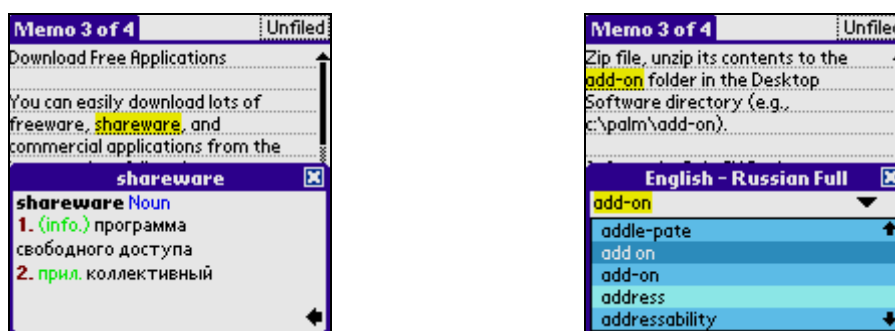 Memo 3 of 4
Unfiled
Download Free Applications
You can easily download lots of
freeware, shareware, and
commercial applications from the
shareware
shareware Noun
1. (info.) программа
свободного доступа
2. прил. коллективный
Memo 3 of 4
Unfiled
Zip file, unzip its contents to the
add-on folder in the Desktop
Software directory (e.g.,
c:\palm\add-on).
English - Russian Full
add-on
addle-pate
add on
add-on
address
addressability